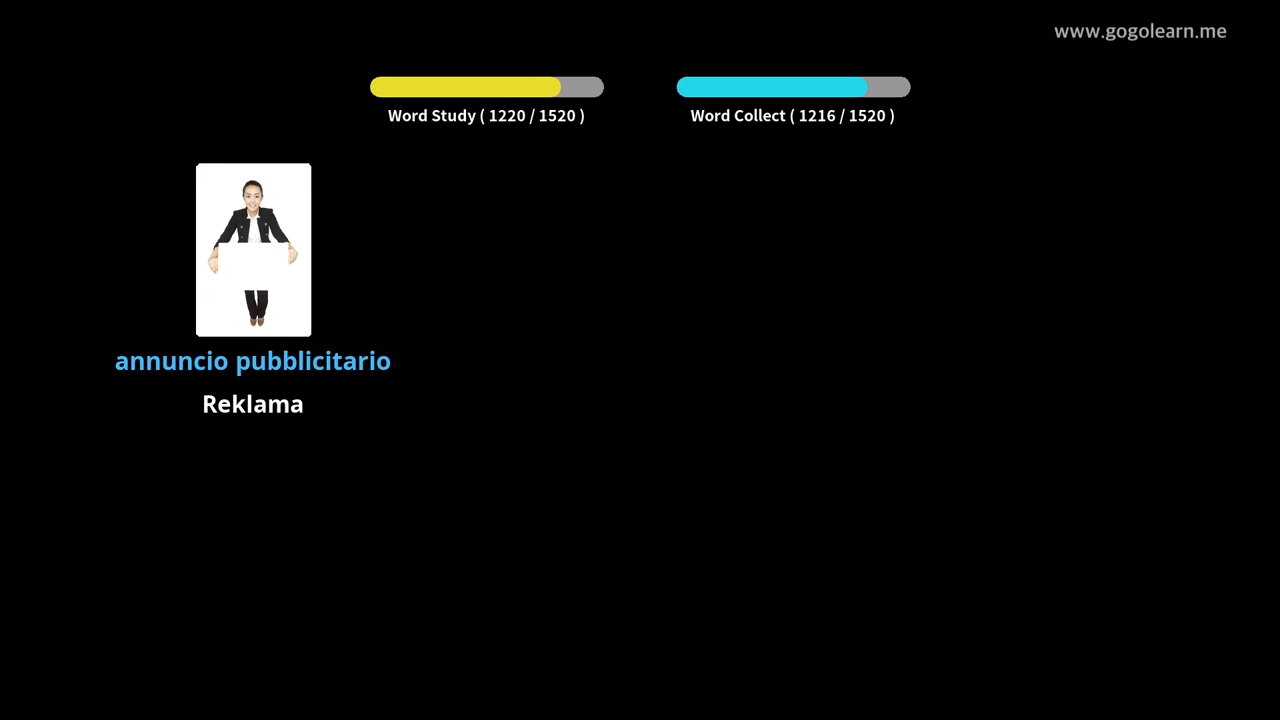 www.gogolearn.me
Word Study ( 1220 / 1520 )
Word Collect ( 1216 / 1520 )
annuncio pubblicitario
Reklama